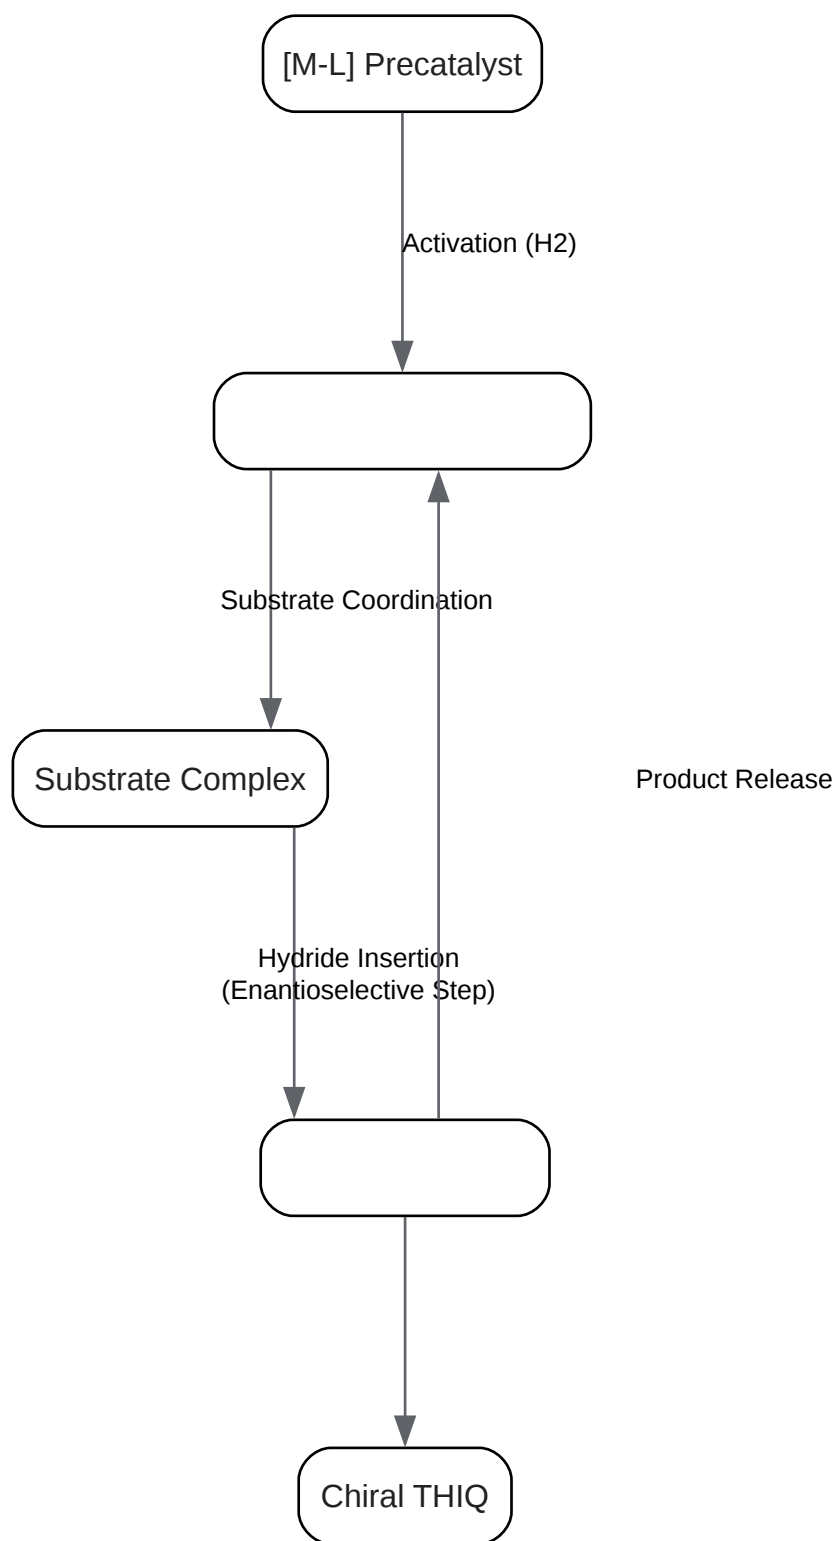 [M-L] Precatalyst
Activation (H2)
Substrate Coordination
Substrate Complex
Product Release
Hydride Insertion
(Enantioselective Step)
Chiral THIQ